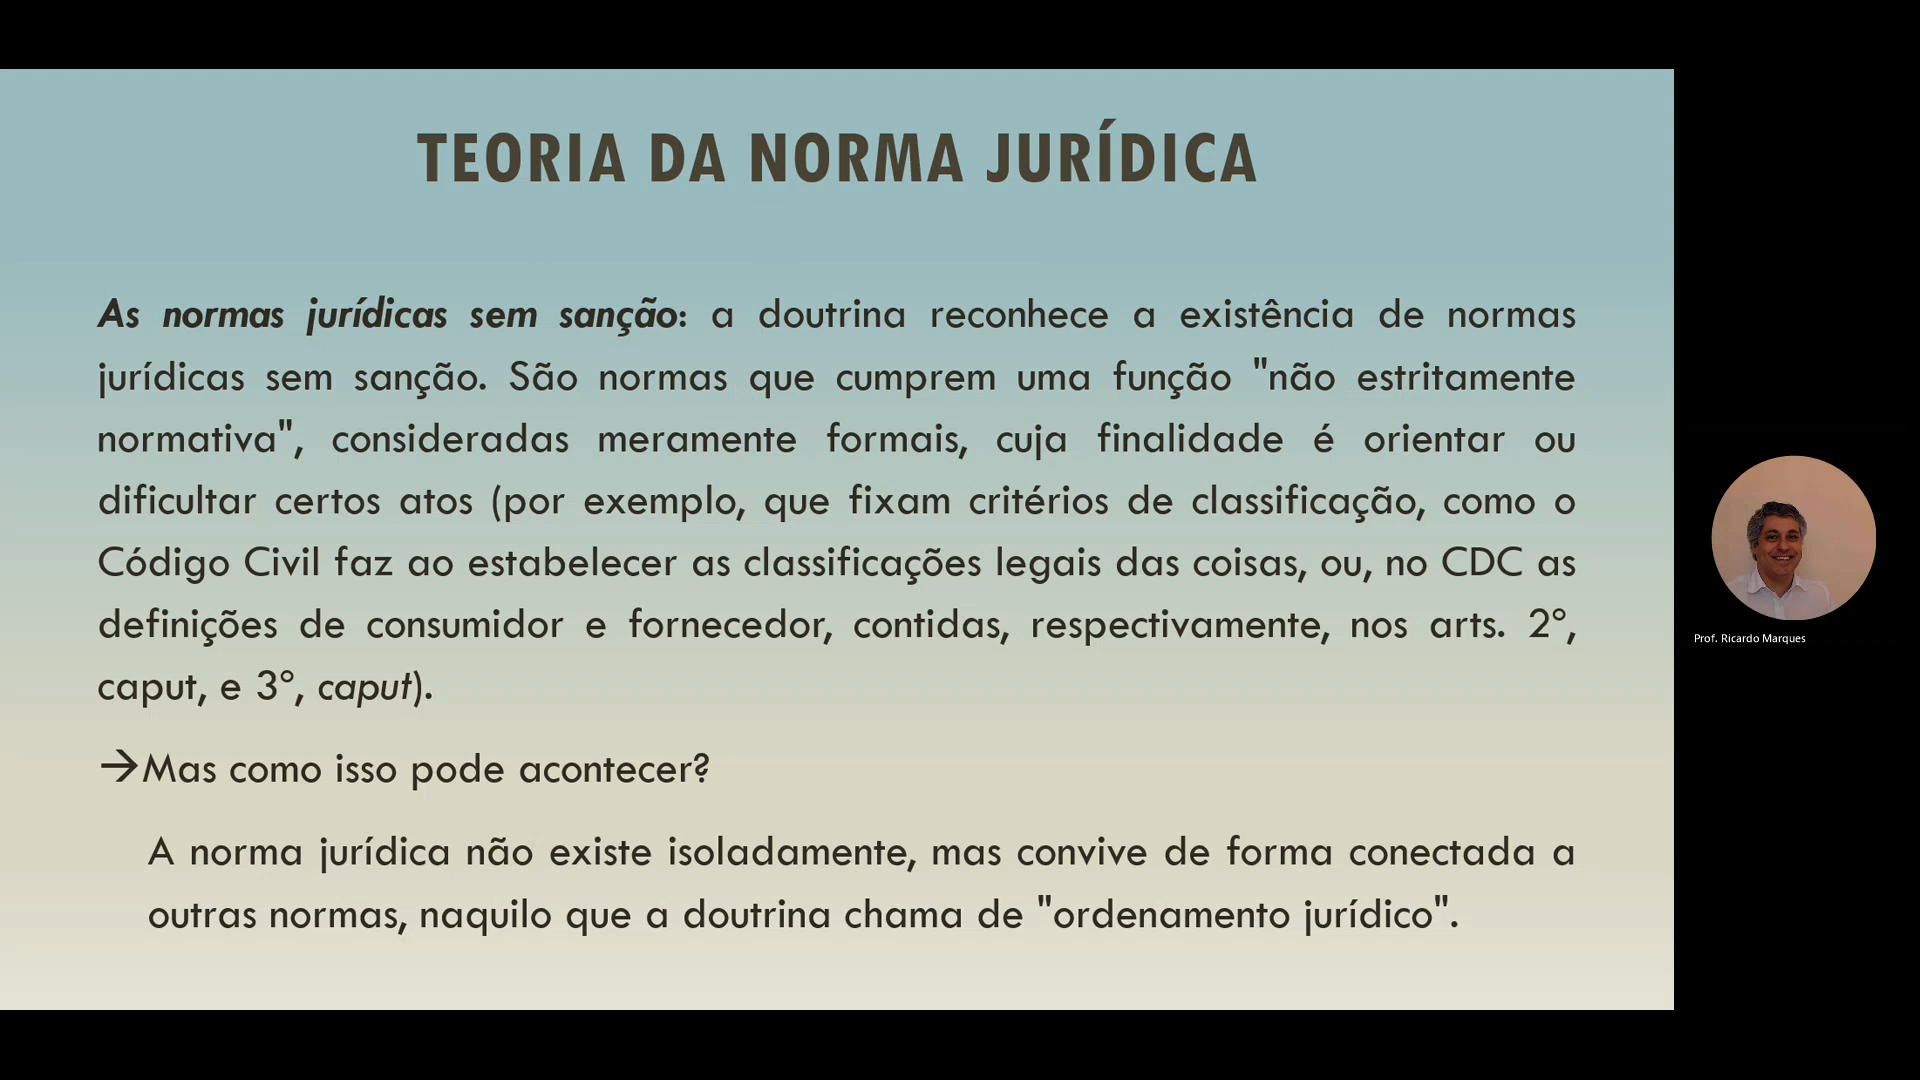 TEORIA DA NORMA JURÍDICA
As normas jurídicas sem sanção: a doutrina reconhece a existência de normas
jurídicas sem sanção. São normas que cumprem uma função "não estritamente
normativa", consideradas meramente formais, cuja finalidade é orientar ou
dificultar certos atos (por exemplo, que fixam critérios de classificação, como o
Código Civil faz ao estabelecer as classificações legais das coisas, ou, no CDC as
definições de consumidor e fornecedor, contidas, respectivamente, nos arts. 2º,
caput, e 3º, caput).
→Mas como isso pode acontecer?
A norma jurídica não existe isoladamente, mas convive de forma conectada a
outras normas, naquilo que a doutrina chama de "ordenamento jurídico".
Prof. Ricardo Marques